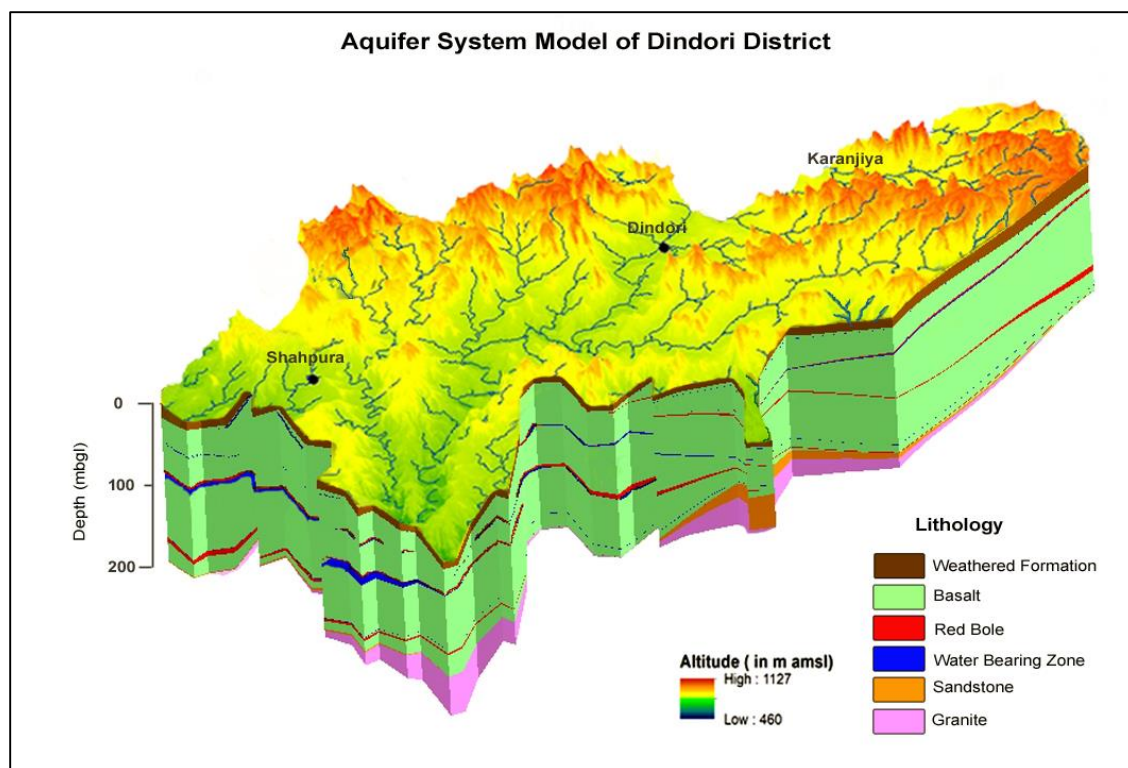 Aquifer System Model of Dindori District
Karanjiya
Dindori
Shahpura
0
100
200
Depth (mbgl)
Lithology
Weathered Formation
Basalt
Red Bole
Water Bearing Zone
Sandstone
Granite
Altitude ( in m amsl)
High : 1127
Low : 460